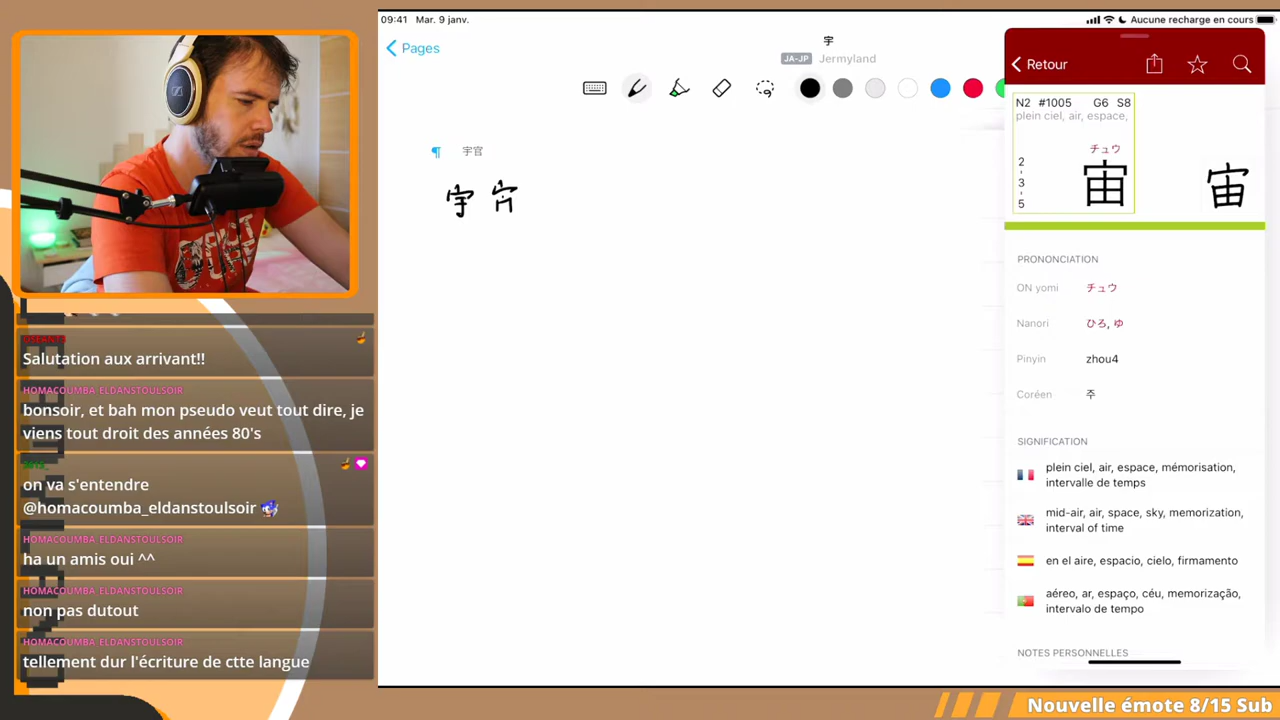 09:41 Mar. 9 janv.
Aucune recharge en cours
Pages
宇
JA-JP Jermyland
¶ 宇官
宇
Retour
N2 #1005 G6 S8
plein ciel, air, espace,
チュウ
2-3-5
宙
宙
PRONONCIATION
ON yomi チュウ
Nanori ひろ, ゆ
Pinyin zhou4
Coréen 주
SIGNIFICATION
plein ciel, air, espace, mémorisation,
intervalle de temps
mid-air, air, space, sky, memorization,
interval of time
en el aire, espacio, cielo, firmamento
aéreo, ar, espaço, céu, memorização,
intervalo de tempo
NOTES PERSONNELLES
Salutation aux arrivant!!
HOMACOUMBA_ELDANSTOULSOIR
bonsoir, et bah mon pseudo veut tout dire, je
viens tout droit des années 80's
on va s'entendre
@homacoumba_eldanstoulsoir
HOMACOUMBA_ELDANSTOULSOIR
ha un amis oui ^^
HOMACOUMBA_ELDANSTOULSOIR
non pas dutout
HOMACOUMBA_ELDANSTOULSOIR
tellement dur l'écriture de ctte langue
Nouvelle émote 8/15 Sub